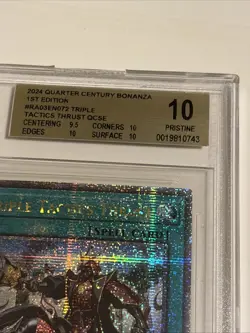 2024 QUARTER CENTURY BONANZA
1ST EDITION
#RA03EN072 TRIPLE
TACTICS THRUST QCSE
CENTERING 9.5 CORNERS 10
EDGES 10 SURFACE 10
10
PRISTINE
0015910743
[SPELL CARD